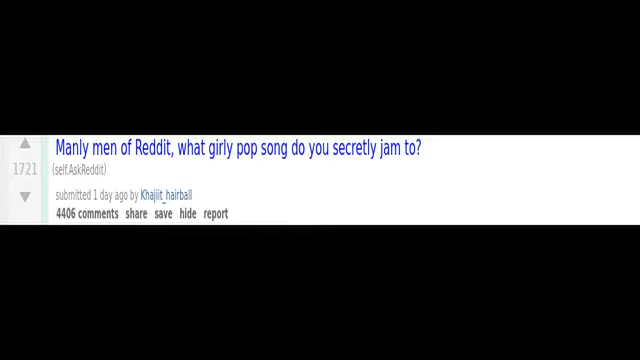 Manly men of Reddit, what girly pop song do you secretly jam to?
1721
(self.AskReddit)
submitted 1 day ago by Khajiit_hairball
4406 comments share save hide report